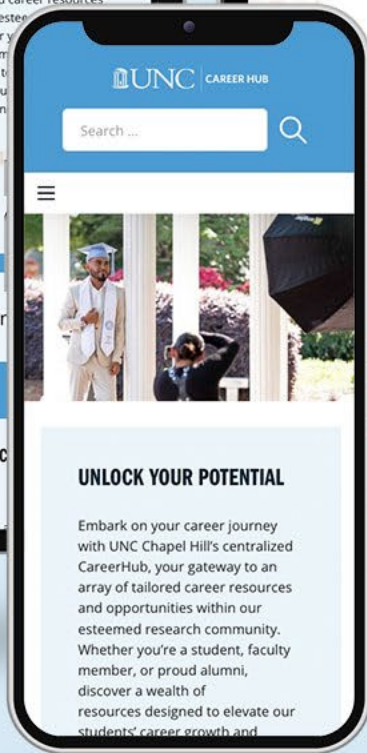 career resources
UNC CAREER HUB
Search ...
UNLOCK YOUR POTENTIAL
Embark on your career journey
with UNC Chapel Hill's centralized
CareerHub, your gateway to an
array of tailored career resources
and opportunities within our
esteemed research community.
Whether you're a student, faculty
member, or proud alumni,
discover a wealth of
resources designed to elevate our
students' career growth and